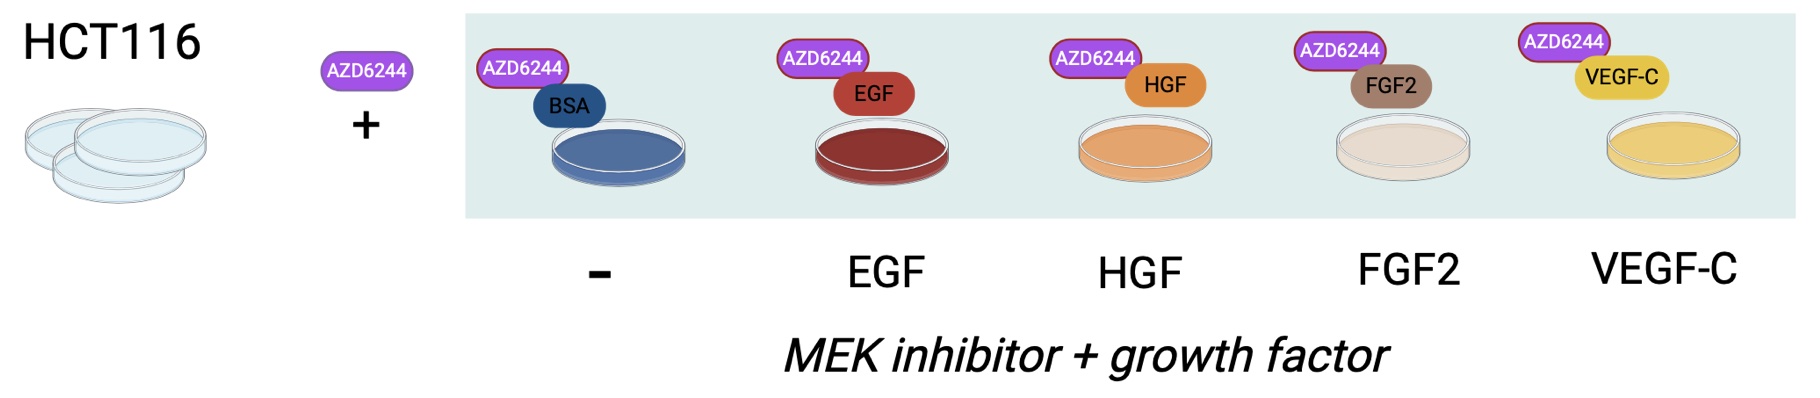 HCT116
AZD6244
+
AZD6244
BSA
AZD6244
EGF
AZD6244
HGF
AZD6244
FGF2
AZD6244
VEGF-C
- EGF HGF FGF2 VEGF-C
MEK inhibitor + growth factor